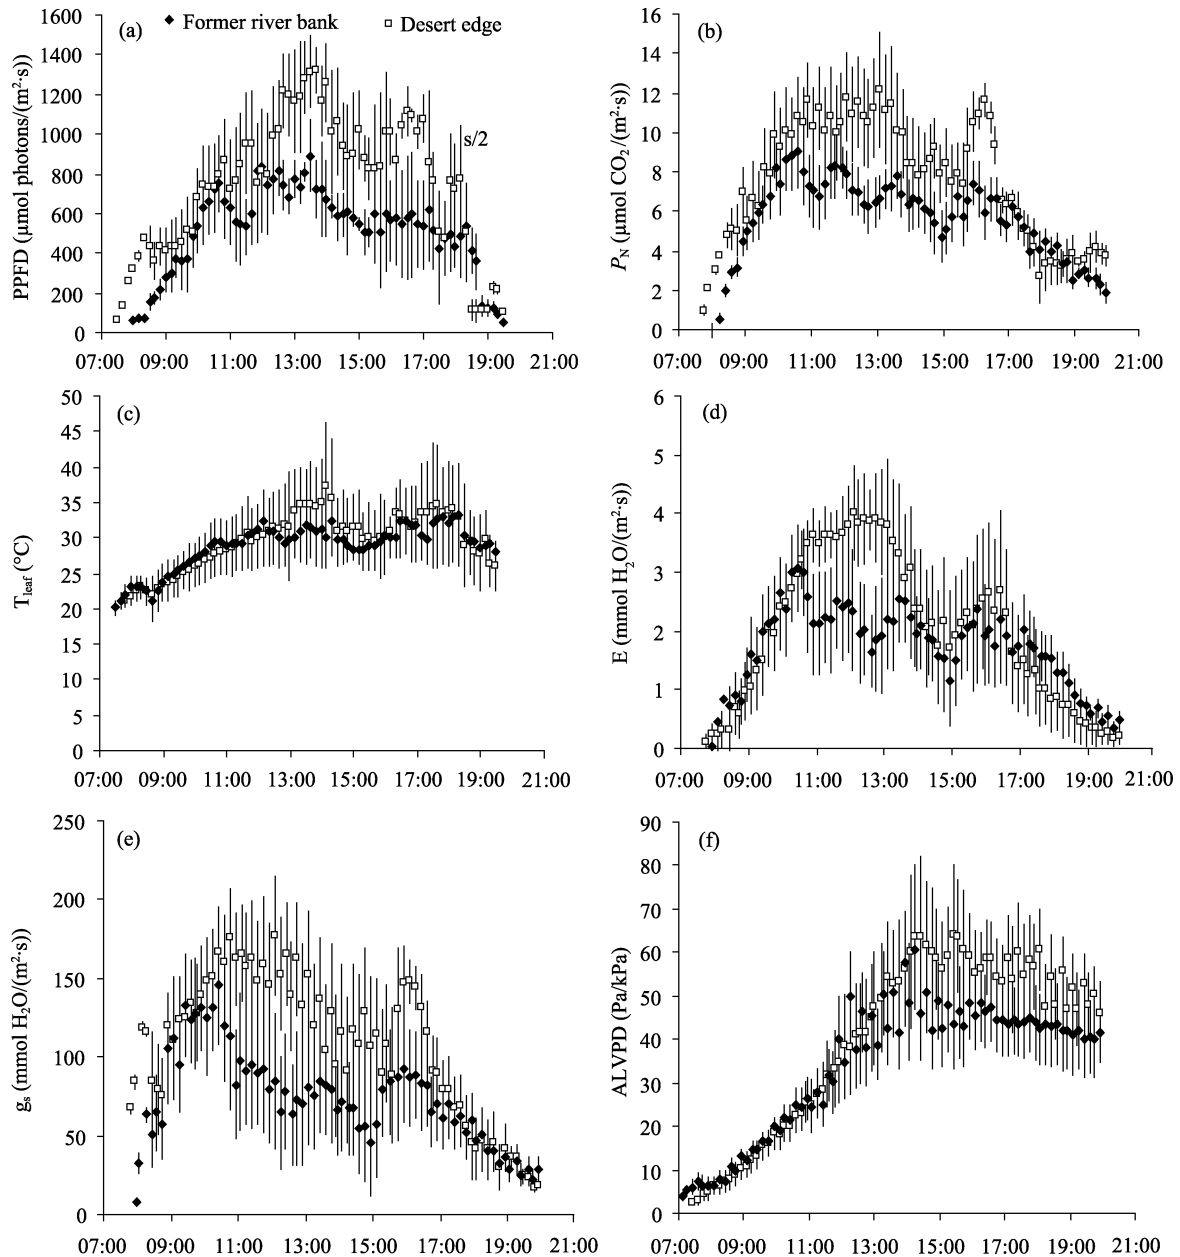 ◆ Former river bank □ Desert edge
(a)
PPFD (μmol photons/(m²·s))
1600
1400
1200
1000
800
600
400
200
0
s/2
07:00 09:00 11:00 13:00 15:00 17:00 19:00 21:00
(b)
P_N (μmol CO₂/(m²·s))
16
14
12
10
8
6
4
2
0
07:00 09:00 11:00 13:00 15:00 17:00 19:00 21:00
(c)
T_leaf (°C)
50
45
40
35
30
25
20
15
10
5
0
07:00 09:00 11:00 13:00 15:00 17:00 19:00 21:00
(d)
E (mmol H₂O/(m²·s))
6
5
4
3
2
1
0
07:00 09:00 11:00 13:00 15:00 17:00 19:00 21:00
(e)
g_s (mmol H₂O/(m²·s))
250
200
150
100
50
0
07:00 09:00 11:00 13:00 15:00 17:00 19:00 21:00
(f)
ALVPD (Pa/kPa)
90
80
70
60
50
40
30
20
10
0
07:00 09:00 11:00 13:00 15:00 17:00 19:00 21:00